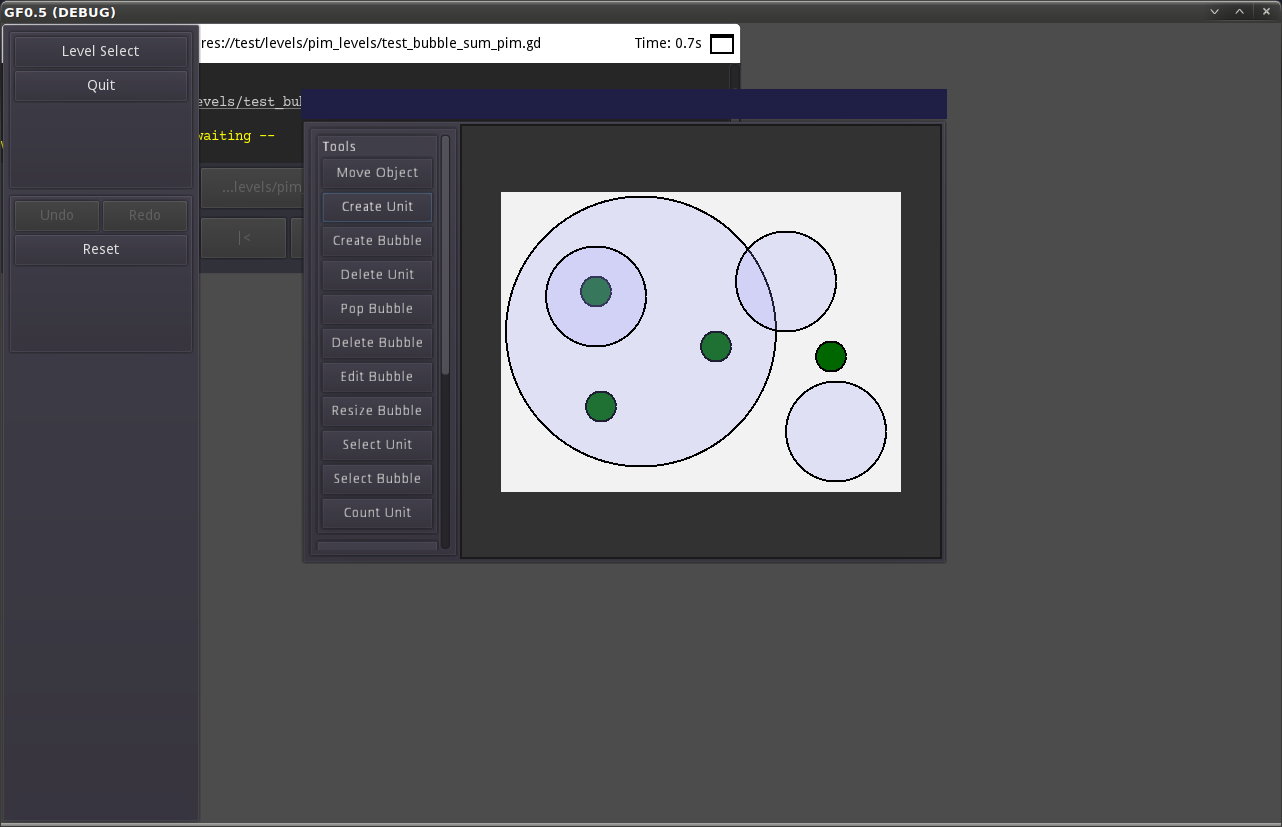 GF0.5 (DEBUG)
Level Select
Quit
res://test/levels/pim_levels/test_bubble_sum_pim.gd
Time: 0.7s
evels/test_bu
waiting --
...levels/pim
|<
Undo
Redo
Reset
Tools
Move Object
Create Unit
Create Bubble
Delete Unit
Pop Bubble
Delete Bubble
Edit Bubble
Resize Bubble
Select Unit
Select Bubble
Count Unit